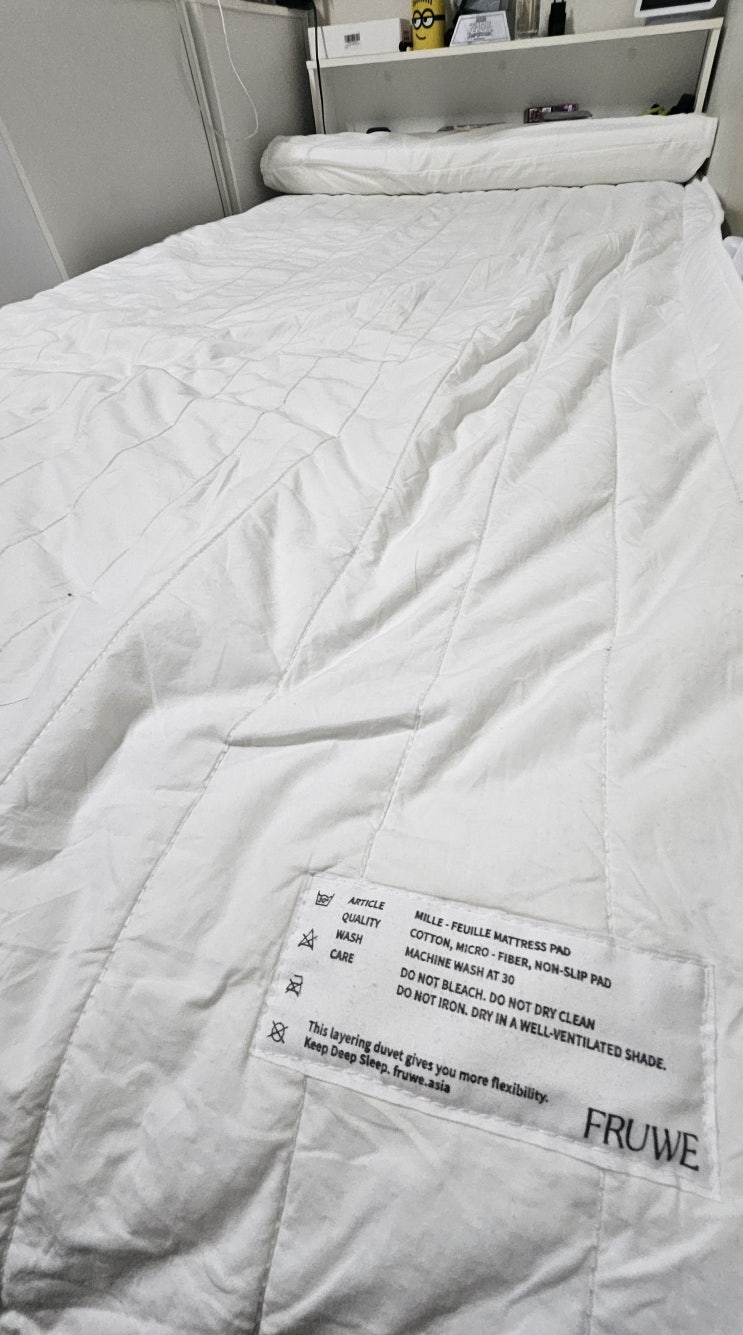 ARTICLE MILLE - FEUILLE MATTRESS PAD
QUALITY COTTON, MICRO - FIBER, NON-SLIP PAD
WASH MACHINE WASH AT 30
CARE DO NOT BLEACH. DO NOT DRY CLEAN
DO NOT IRON. DRY IN A WELL-VENTILATED SHADE.
This layering duvet gives you more flexibility.
Keep Deep Sleep. fruwe.asia
FRUWE